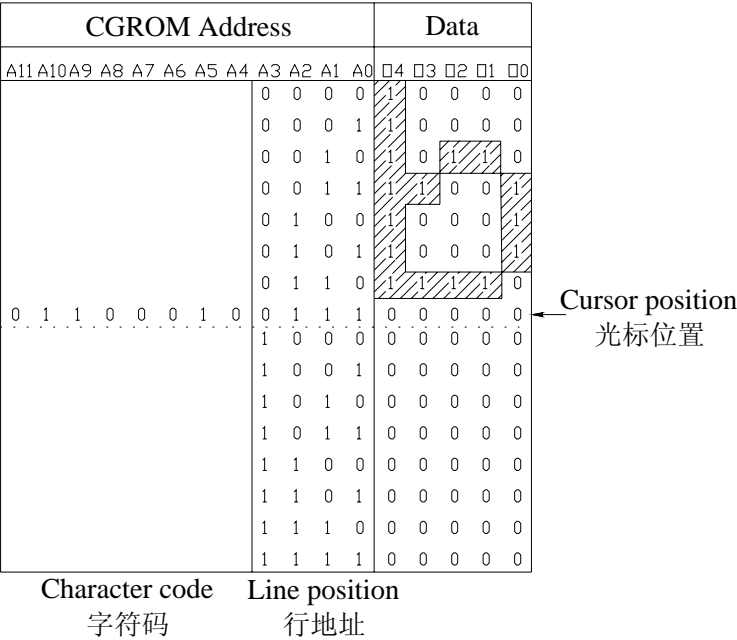 CGROM Address Data
A11 A10 A9 A8 A7 A6 A5 A4 A3 A2 A1 A0 □4 □3 □2 □1 □0
0 0 0 0 1 0 0 0 0
0 0 0 1 1 0 0 0 0
0 0 1 0 1 0 1 1 0
0 0 1 1 1 1 0 0 1
0 1 0 0 1 0 0 0 1
0 1 0 1 1 0 0 0 1
0 1 1 0 1 1 1 1 0
0 1 1 0 0 0 1 0 0 1 1 1 0 0 0 0 0 Cursor position
光标位置
1 0 0 0 0 0 0 0 0
1 0 0 1 0 0 0 0 0
1 0 1 0 0 0 0 0 0
1 0 1 1 0 0 0 0 0
1 1 0 0 0 0 0 0 0
1 1 0 1 0 0 0 0 0
1 1 1 0 0 0 0 0 0
1 1 1 1 0 0 0 0 0
Character code Line position
字符码 行地址